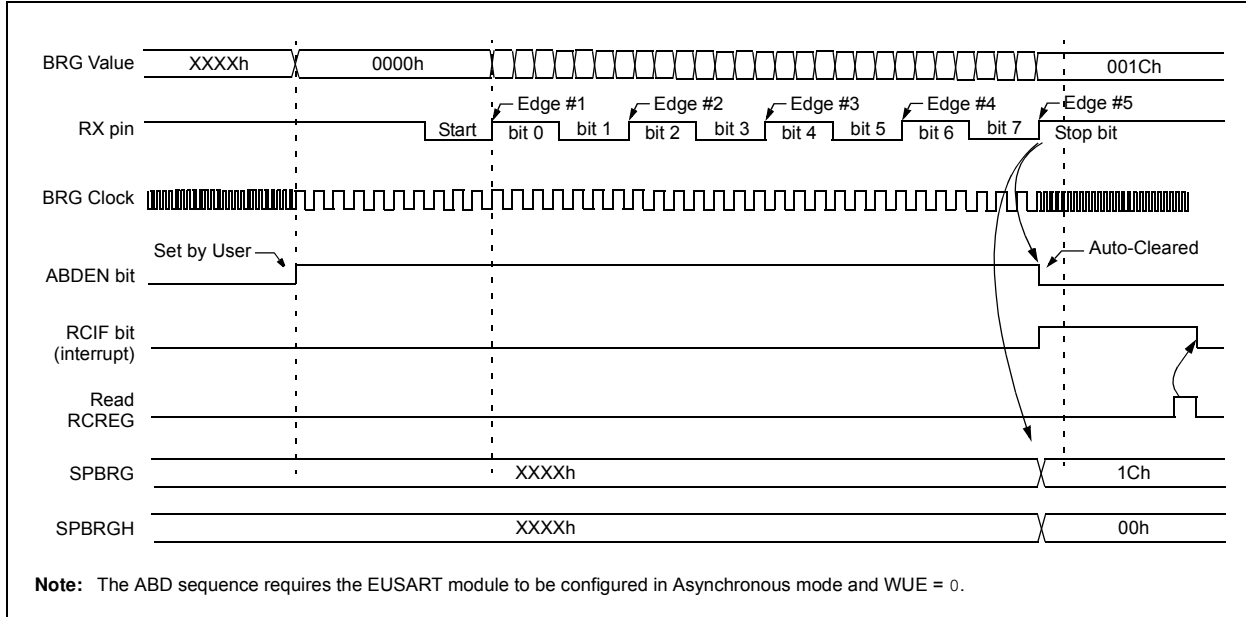 BRG Value XXXXh 0000h 001Ch
Edge #1 Edge #2 Edge #3 Edge #4 Edge #5
RX pin Start bit 0 bit 1 bit 2 bit 3 bit 4 bit 5 bit 6 bit 7 Stop bit
BRG Clock
Set by User Auto-Cleared
ABDEN bit
RCIF bit
(interrupt)
Read
RCREG
SPBRG XXXXh 1Ch
SPBRGH XXXXh 00h
Note: The ABD sequence requires the EUSART module to be configured in Asynchronous mode and WUE = 0.